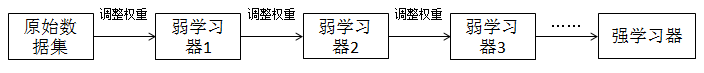 调整权重 调整权重 调整权重
原始数 弱学习 弱学习 弱学习 …… 强学习器
据集 器1 器2 器3